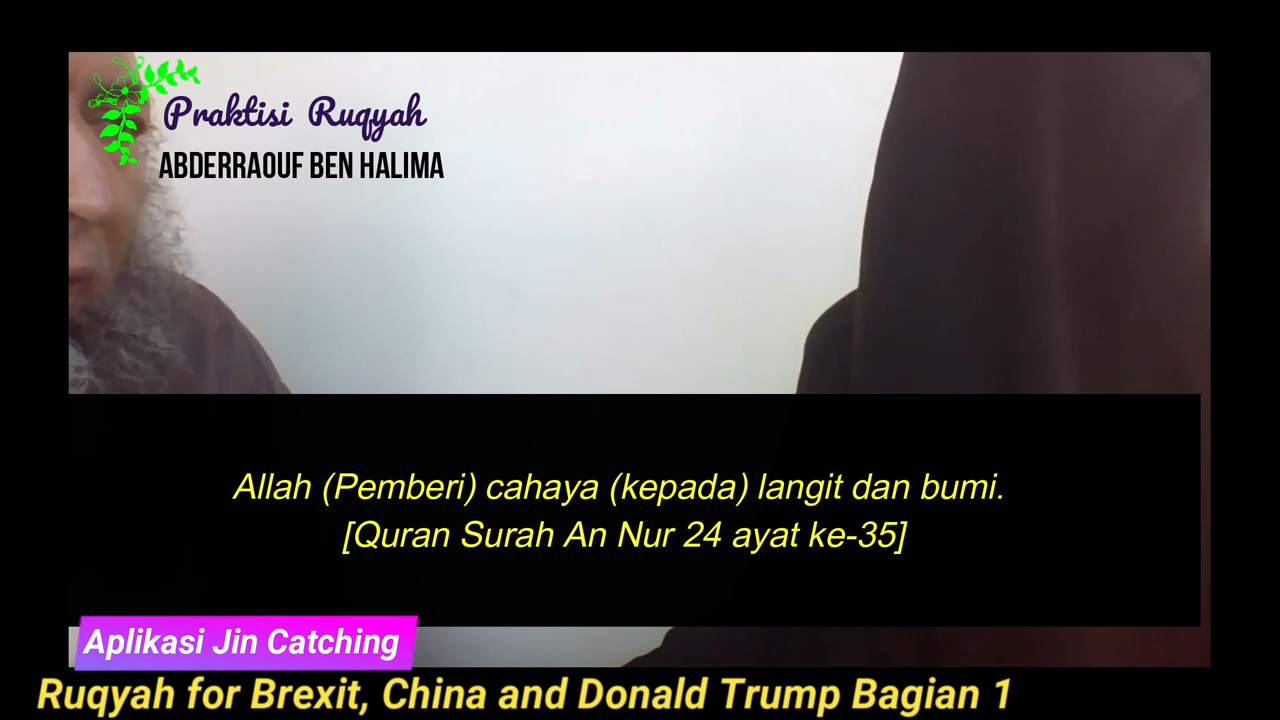 Praktisi Ruqyah
ABDERRAOUF BEN HALIMA
Allah (Pemberi) cahaya (kepada) langit dan bumi.
[Quran Surah An Nur 24 ayat ke-35]
Aplikasi Jin Catching
Ruqyah for Brexit, China and Donald Trump Bagian 1